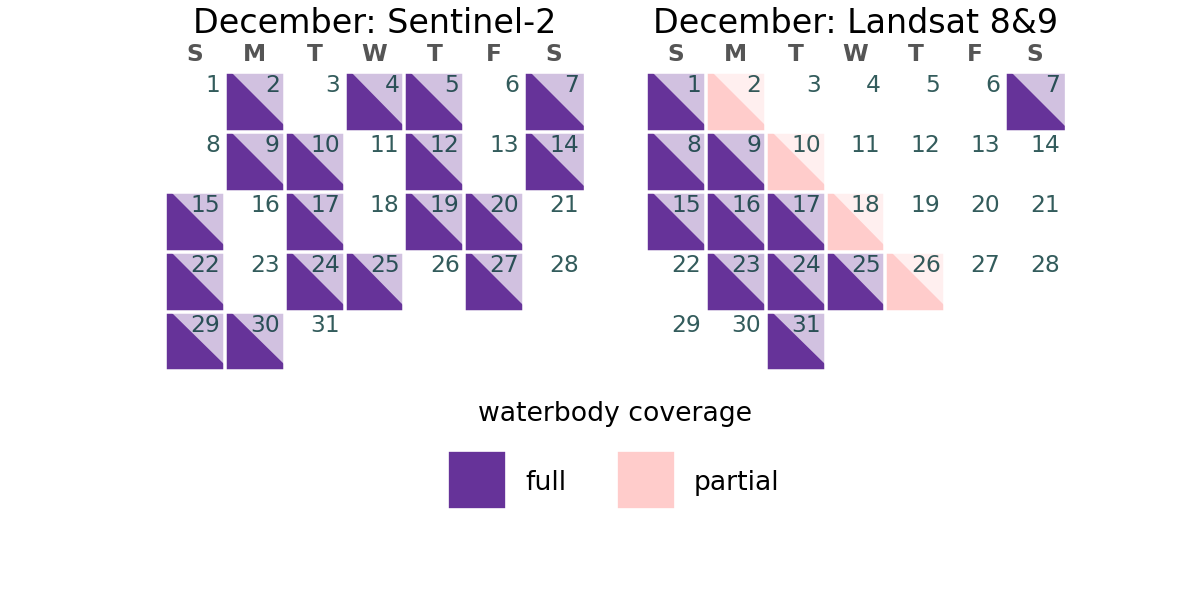 December: Sentinel-2
S M T W T F S
1 2 3 4 5 6 7
8 9 10 11 12 13 14
15 16 17 18 19 20 21
22 23 24 25 26 27 28
29 30 31
December: Landsat 8&9
S M T W T F S
1 2 3 4 5 6 7
8 9 10 11 12 13 14
15 16 17 18 19 20 21
22 23 24 25 26 27 28
29 30 31
waterbody coverage
full partial